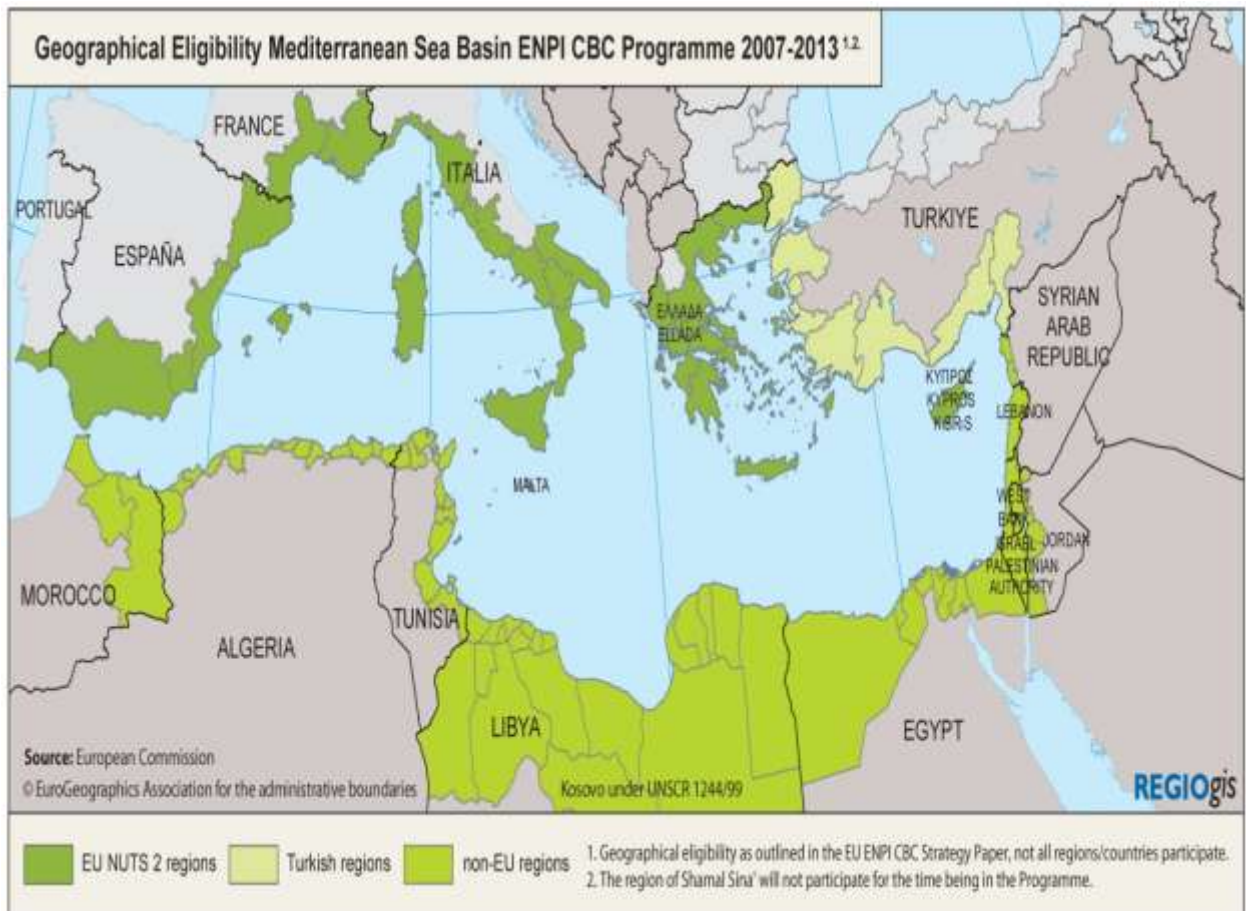 Geographical Eligibility Mediterranean Sea Basin ENPI CBC Programme 2007-2013 1,2.
FRANCE
ITALIA
PORTUGAL
ESPAÑA
TURKIYE
SYRIAN
ARAB
REPUBLIC
ΕΛΛΑΔΑ
ELLADA
ΚΥΠΡΟΣ
KYPROS
KIBRIS
LEBANON
MALTA
WEST
BANK
ISRAEL
JORDAN
PALESTINIAN
AUTHORITY
MOROCCO
TUNISIA
ALGERIA
LIBYA
EGYPT
Source: European Commission
© EuroGeographics Association for the administrative boundaries
Kosovo under UNSCR 1244/99
REGIOgis
EU NUTS 2 regions
Turkish regions
non-EU regions
1. Geographical eligibility as outlined in the EU ENPI CBC Strategy Paper, not all regions/countries participate.
2. The region of Shamal Sina' will not participate for the time being in the Programme.